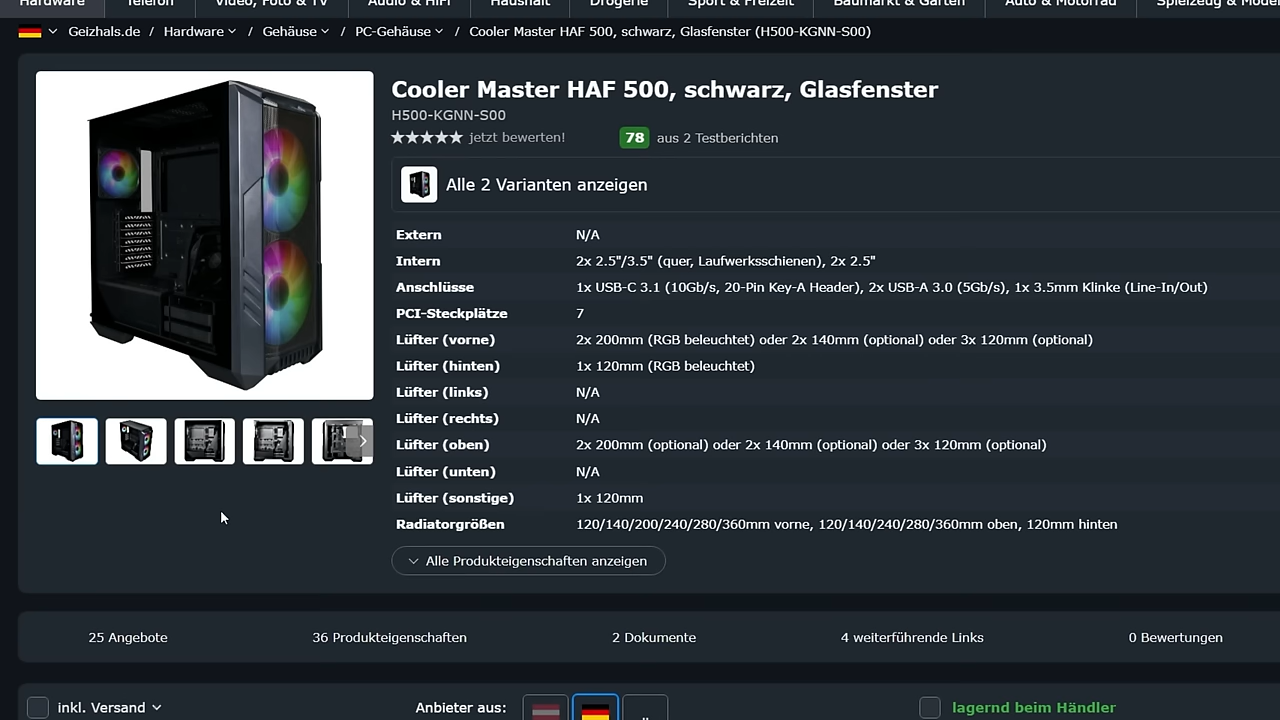 Hardware Telefon Video, Foto & TV Audio & HiFi Haushalt Drogerie Sport & Freizeit Baumarkt & Garten Auto & Motorrad Spielzeug &
Geizhals.de / Hardware / Gehäuse / PC-Gehäuse / Cooler Master HAF 500, schwarz, Glasfenster (H500-KGNN-S00)
Cooler Master HAF 500, schwarz, Glasfenster
H500-KGNN-S00
jetzt bewerten! 78 aus 2 Testberichten
Alle 2 Varianten anzeigen
Extern N/A
Intern 2x 2.5"/3.5" (quer, Laufwerksschienen), 2x 2.5"
Anschlüsse 1x USB-C 3.1 (10Gb/s, 20-Pin Key-A Header), 2x USB-A 3.0 (5Gb/s), 1x 3.5mm Klinke (Line-In/Out)
PCI-Steckplätze 7
Lüfter (vorne) 2x 200mm (RGB beleuchtet) oder 2x 140mm (optional) oder 3x 120mm (optional)
Lüfter (hinten) 1x 120mm (RGB beleuchtet)
Lüfter (links) N/A
Lüfter (rechts) N/A
Lüfter (oben) 2x 200mm (optional) oder 2x 140mm (optional) oder 3x 120mm (optional)
Lüfter (unten) N/A
Lüfter (sonstige) 1x 120mm
Radiatorgrößen 120/140/200/240/280/360mm vorne, 120/140/240/280/360mm oben, 120mm hinten
Alle Produkteigenschaften anzeigen
25 Angebote 36 Produkteigenschaften 2 Dokumente 4 weiterführende Links 0 Bewertungen
inkl. Versand Anbieter aus: lagernd beim Händler